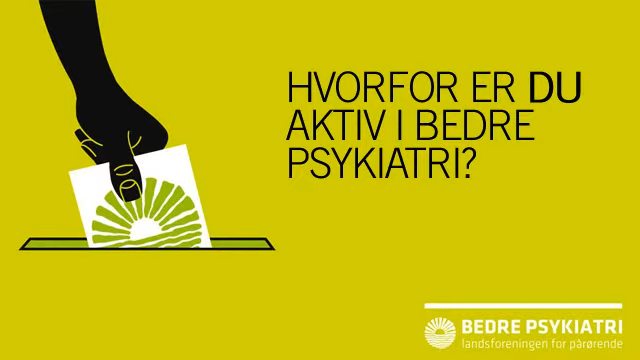 HVORFOR ER DU
AKTIV I BEDRE
PSYKIATRI?
BEDRE PSYKIATRI
landsforeningen for pårørende